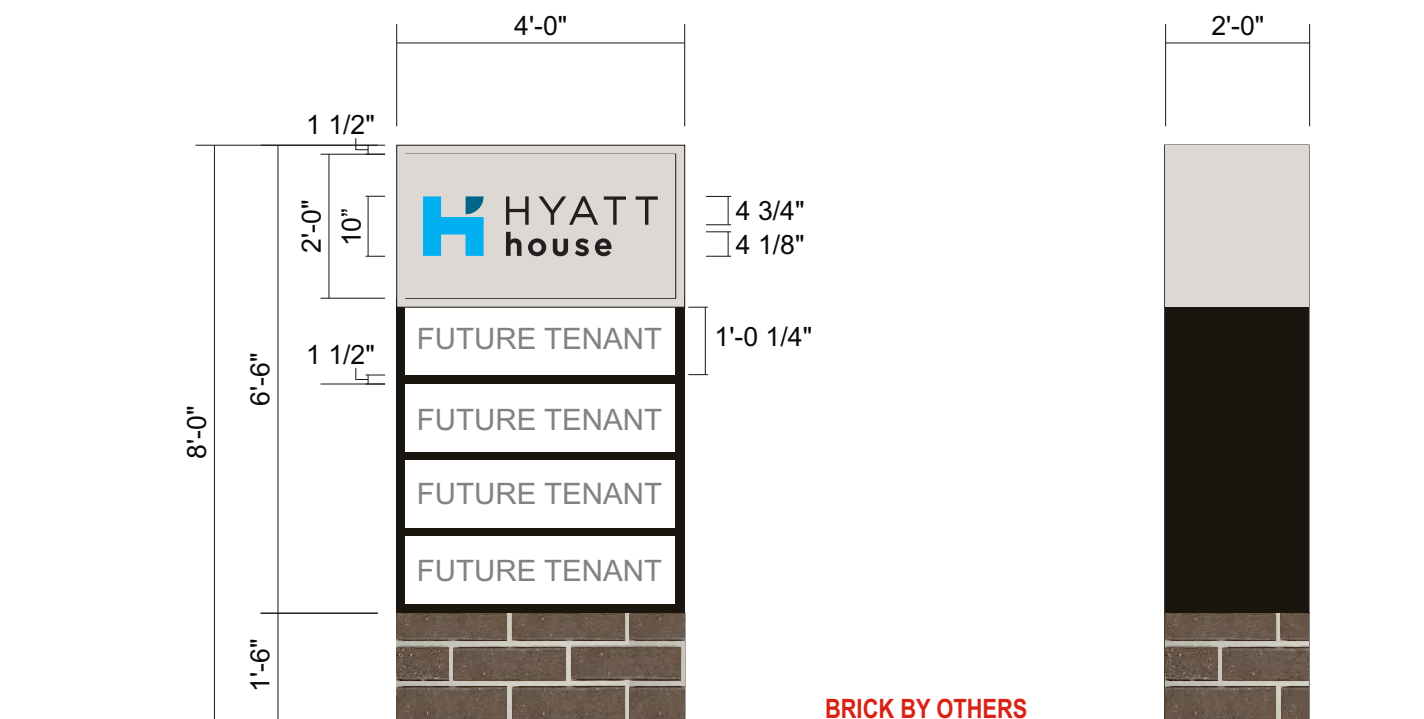 4'-0"
2'-0"
1 1/2"
2'-0"
10”
HYATT
house
4 3/4"
4 1/8"
FUTURE TENANT
1'-0 1/4"
1 1/2"
6'-6"
8'-0"
FUTURE TENANT
FUTURE TENANT
FUTURE TENANT
1'-6"
BRICK BY OTHERS